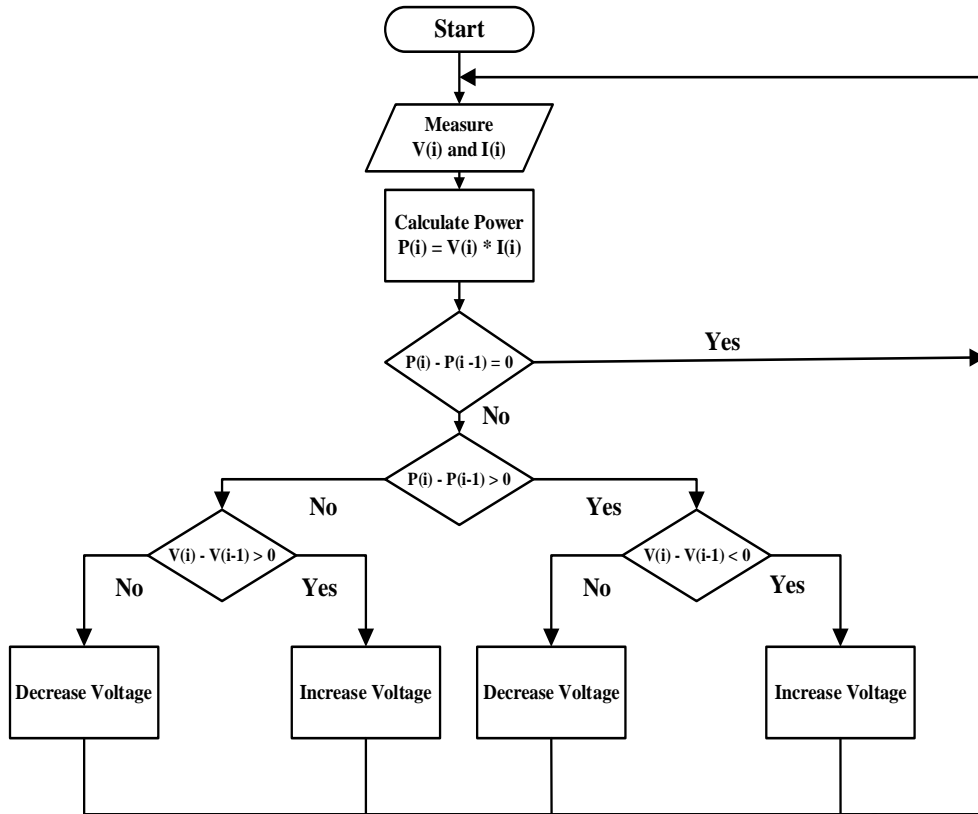 Start
Measure
V(i) and I(i)
Calculate Power
P(i) = V(i) * I(i)
P(i) - P(i -1) = 0
Yes
No
P(i) - P(i-1) > 0
No
Yes
V(i) - V(i-1) > 0
V(i) - V(i-1) < 0
No
Yes
No
Yes
Decrease Voltage
Increase Voltage
Decrease Voltage
Increase Voltage